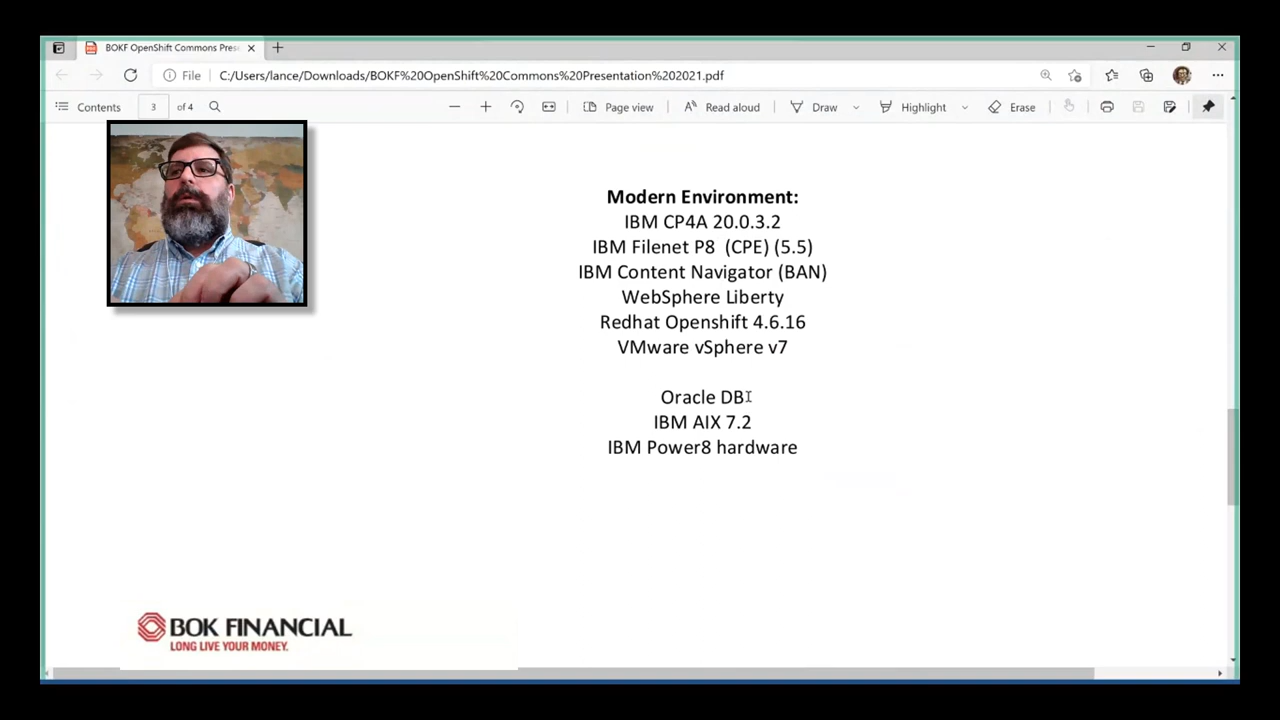 BOKF OpenShift Commons Pres
File C:/Users/lance/Downloads/BOKF%20OpenShift%20Commons%20Presentation%202021.pdf
Contents 3 of 4 Page view Read aloud Draw Highlight Erase
Modern Environment:
IBM CP4A 20.0.3.2
IBM Filenet P8 (CPE) (5.5)
IBM Content Navigator (BAN)
WebSphere Liberty
Redhat Openshift 4.6.16
VMware vSphere v7
Oracle DB
IBM AIX 7.2
IBM Power8 hardware
BOK FINANCIAL
LONG LIVE YOUR MONEY.